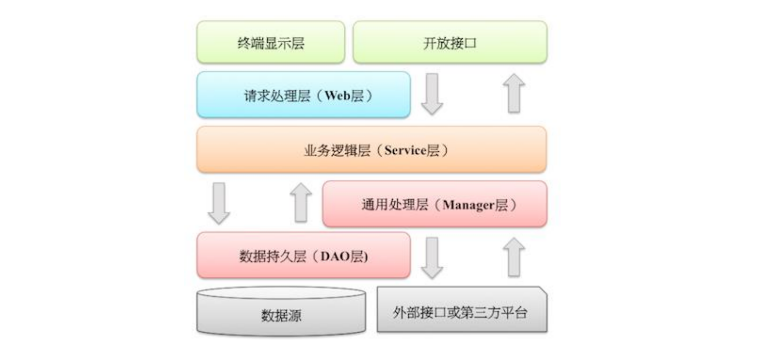 终端显示层
开放接口
请求处理层（Web层）
业务逻辑层（Service层）
通用处理层（Manager层）
数据持久层（DAO层)
数据源
外部接口或第三方平台